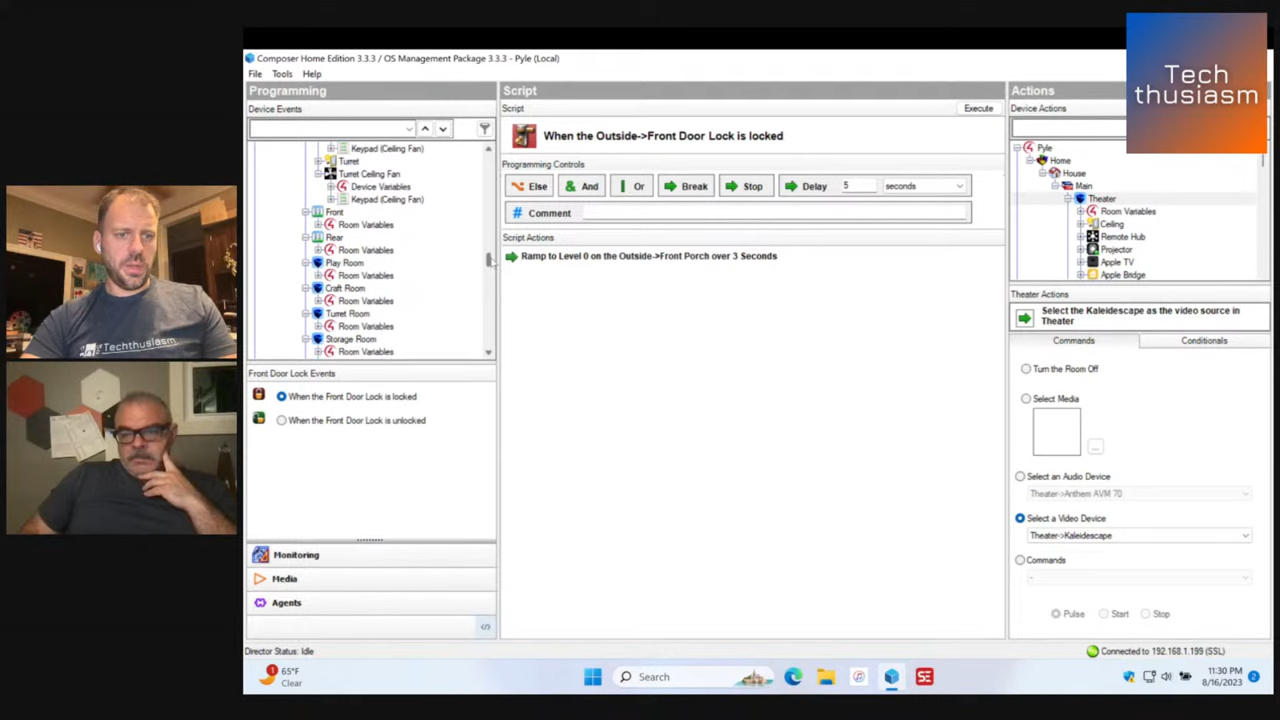 Composer Home Edition 3.3.3 / OS Management Package 3.3.3 - Pyle (Local)
File Tools Help
Programming
Device Events
Keypad (Ceiling Fan)
Turret
Turret Ceiling Fan
Device Variables
Keypad (Ceiling Fan)
Front
Room Variables
Rear
Room Variables
Play Room
Room Variables
Craft Room
Room Variables
Turret Room
Room Variables
Storage Room
Room Variables
Front Door Lock Events
When the Front Door Lock is locked
When the Front Door Lock is unlocked
Monitoring
Media
Agents
Director Status: Idle
Script
Script
Execute
When the Outside->Front Door Lock is locked
Programming Controls
Else And Or Break Stop Delay 5 seconds
# Comment
Script Actions
Ramp to Level 0 on the Outside->Front Porch over 3 Seconds
Actions
Device Actions
Pyle
Home
House
Main
Theater
Room Variables
Ceiling
Remote Hub
Projector
Apple TV
Apple Bridge
Theater Actions
Select the Kaleidescape as the video source in
Theater
Commands Conditionals
Turn the Room Off
Select Media
...
Select an Audio Device
Theater->Anthem AVM 70
Select a Video Device
Theater->Kaleidescape
Commands
-
Pulse Start Stop
Connected to 192.168.1.199 (SSL)
1
65°F
Clear
Search
SE
11:30 PM
8/16/2023
2
Tech
thusiasm
Techthusiasm